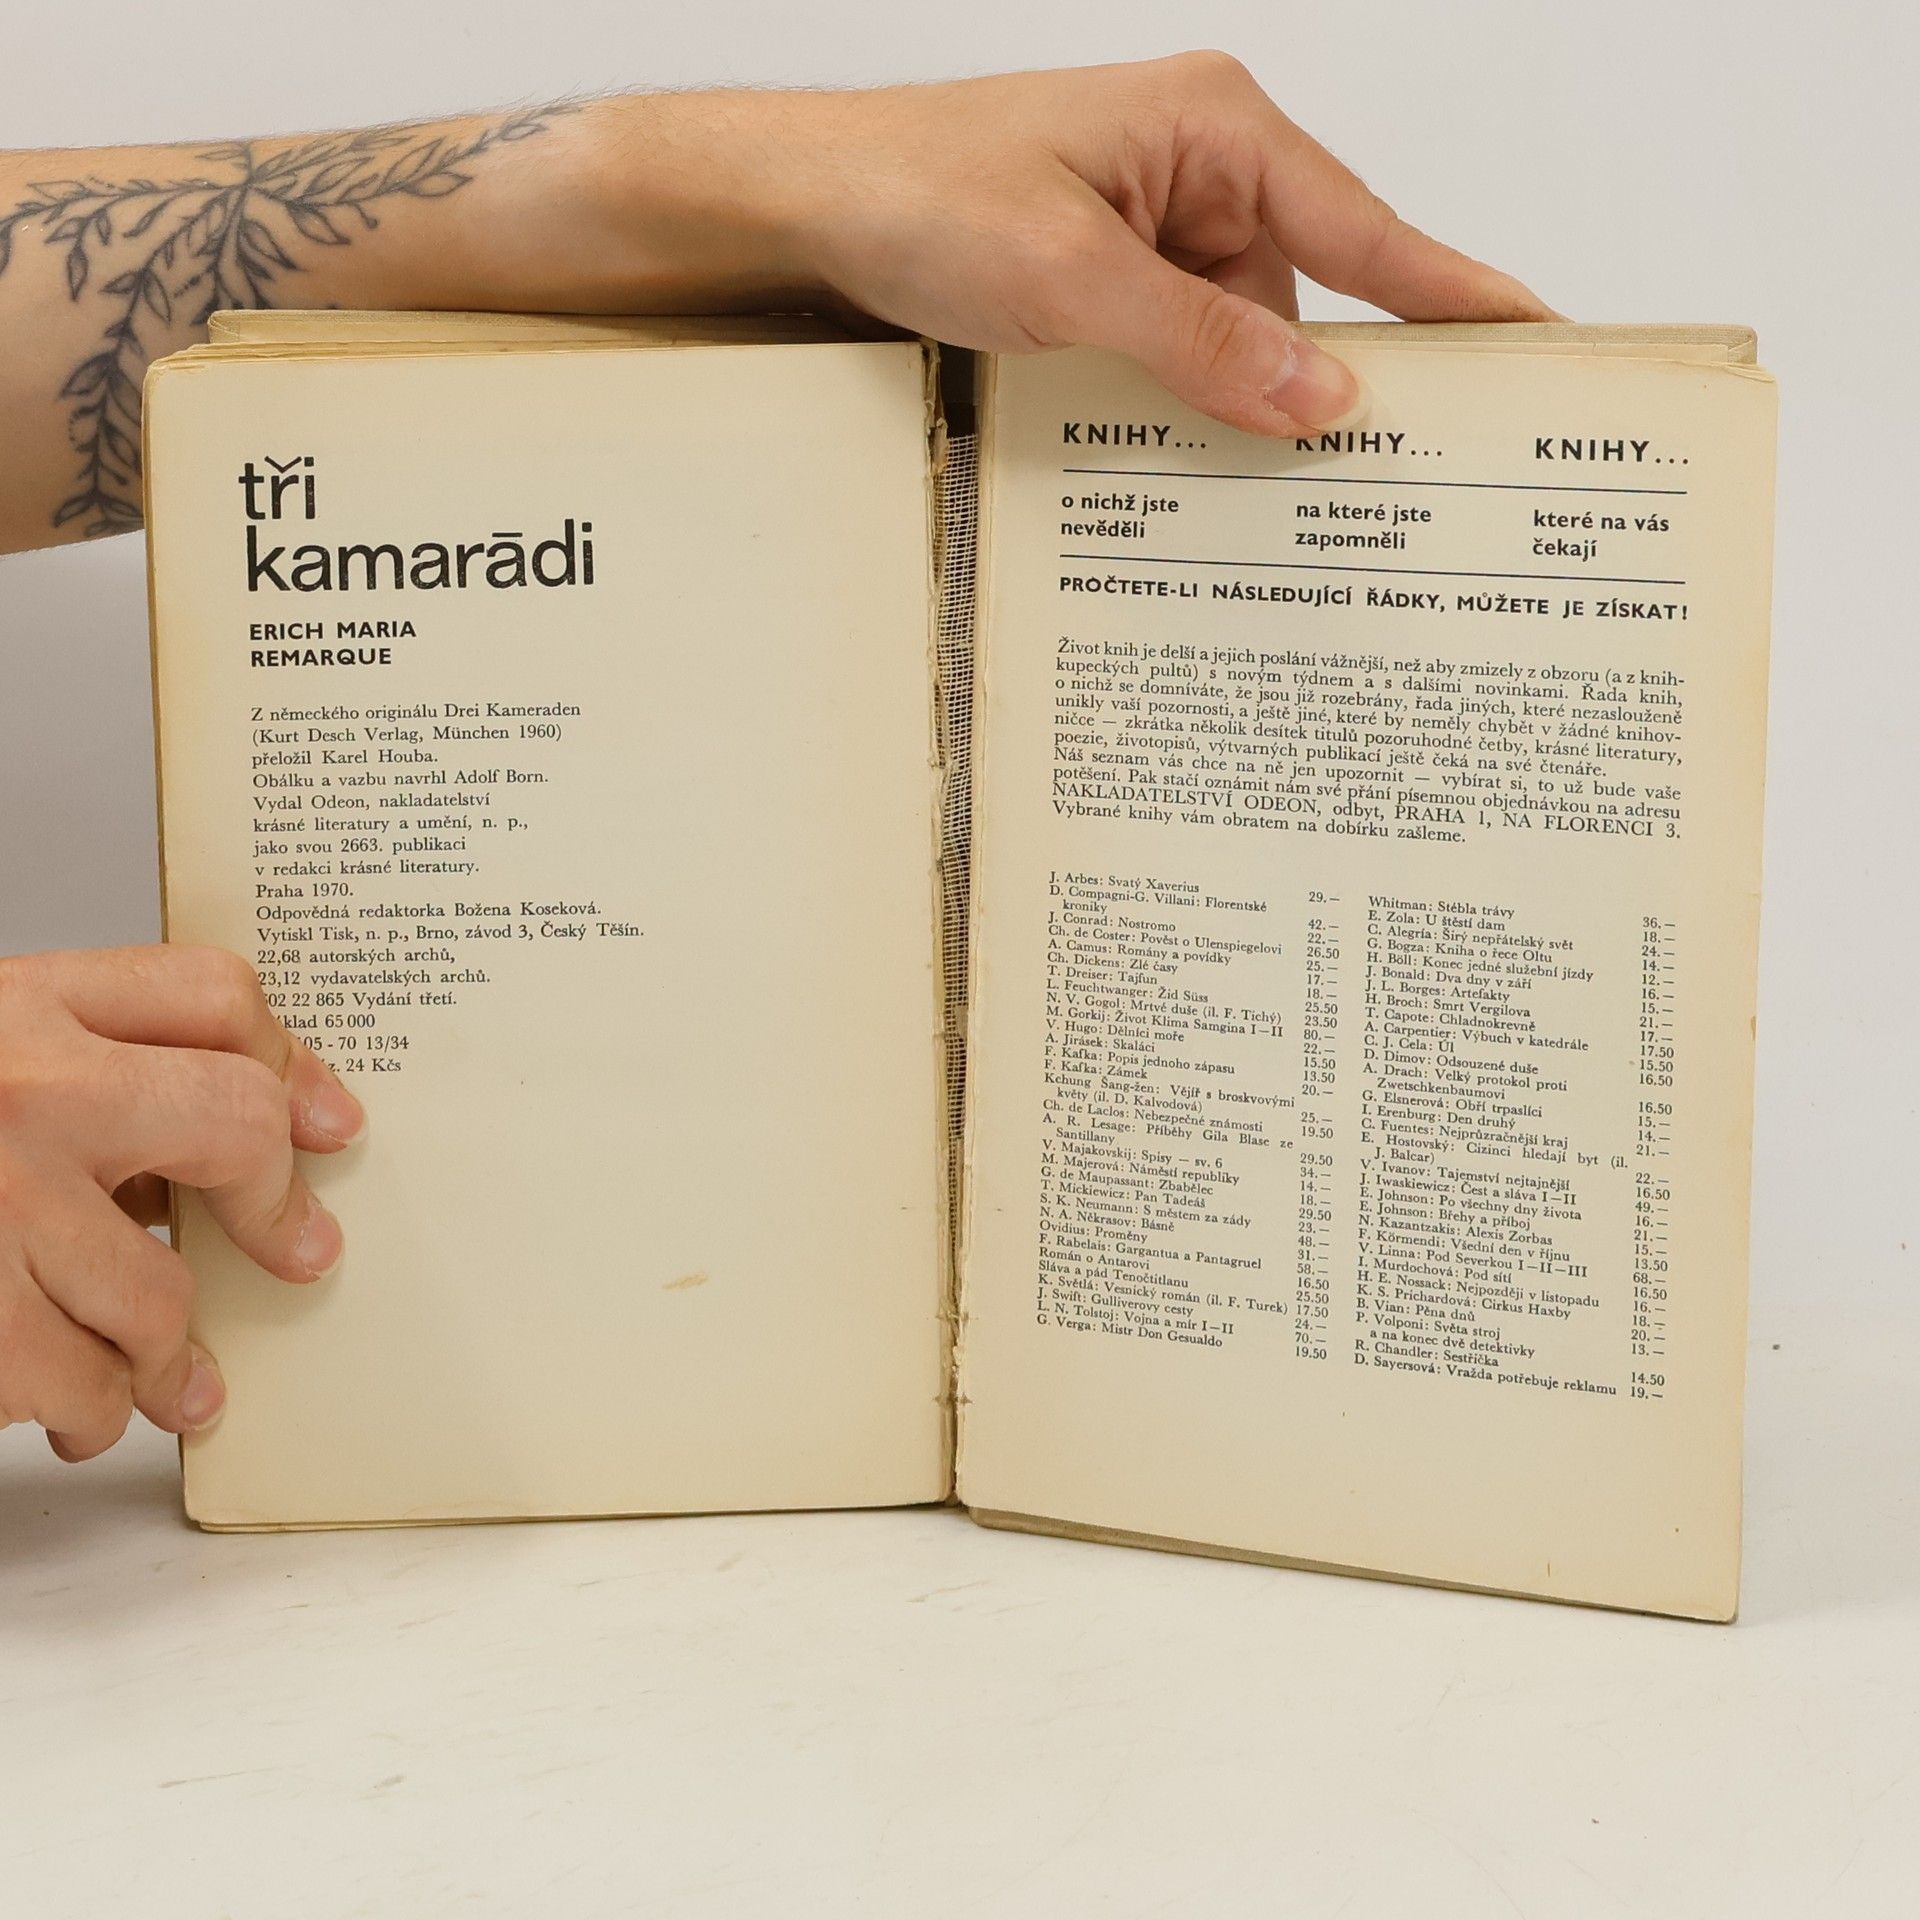 tři
kamarādi
ERICH MARIA
REMARQUE
Z německého originálu Drei Kameraden
(Kurt Desch Verlag, München 1960)
přeložil Karel Houba.
Obálku a vazbu navrhl Adolf Born.
Vydal Odeon, nakladatelství
krásné literatury a umění, n. p.,
jako svou 2663. publikaci
v redakci krásné literatury.
Praha 1970.
Odpovědná redaktorka Božena Koseková.
Vytiskl Tisk, n. p., Brno, závod 3, Český Těšín.
22,68 autorských archů,
23,12 vydavatelských archů.
02 22 865 Vydání třetí.
klad 65 000
05 - 70 13/34
z. 24 Kčs
KNIHY... KNIHY... KNIHY...
o nichž jste na které jste které na vás
nevěděli zapomněli čekají
PROČTETE-LI NÁSLEDUJÍCÍ ŘÁDKY, MŮŽETE JE ZÍSKAT!
Život knih je delší a jejich poslání vážnější, než aby zmizely z obzoru (a z knih-
kupeckých pultů) s novým týdnem a s dalšími novinkami. Řada knih,
o nichž se domníváte, že jsou již rozebrány, řada jiných, které nezaslouženě
unikly vaší pozornosti, a ještě jiné, které by neměly chybět v žádné knihov-
ničce — zkrátka několik desítek titulů pozoruhodné četby, krásné literatury,
poezie, životopisů, výtvarných publikací ještě čeká na své čtenáře.
Náš seznam vás chce na ně jen upozornit — vybírat si, to už bude vaše
potěšení. Pak stačí oznámit nám své přání písemnou objednávkou na adresu
NAKLADATELSTVÍ ODEON, odbyt, PRAHA 1, NA FLORENCI 3.
Vybrané knihy vám obratem na dobírku zašleme.
J. Arbes: Svatý Xaverius 29.—
D. Compagni-G. Villani: Florentské
kroniky 42.—
J. Conrad: Nostromo 22.—
Ch. de Coster: Pověst o Ulenspiegelovi 26.50
A. Camus: Romány a povídky 25.—
Ch. Dickens: Zlé časy 17.—
T. Dreiser: Tajfun 18.—
L. Feuchtwanger: Žid Süss 25.50
N. V. Gogol: Mrtvé duše (il. F. Tichý) 23.50
M. Gorkij: Život Klima Samgina I—II 80.—
V. Hugo: Dělníci moře 22.—
A. Jirásek: Skaláci 15.50
F. Kafka: Popis jednoho zápasu 13.50
F. Kafka: Zámek 20.—
Kchung Šang-žen: Vějíř s broskvovými
květy (il. D. Kalvodová) 25.—
Ch. de Laclos: Nebezpečné známosti 19.50
A. R. Lesage: Příběhy Gila Blase ze
Santillany 29.50
V. Majakovskij: Spisy — sv. 6 34.—
M. Majerová: Náměstí republiky 14.—
G. de Maupassant: Zbabělec 18.—
T. Mickiewicz: Pan Tadeáš 29.50
S. K. Neumann: S městem za zády 23.—
N. A. Někrasov: Básně 48.—
Ovidius: Proměny 31.—
F. Rabelais: Gargantua a Pantagruel 58.—
Román o Antarovi 16.50
Sláva a pád Tenočtitlanu 25.50
K. Světlá: Vesnický román (il. F. Turek) 17.50
J. Swift: Gulliverovy cesty 24.—
L. N. Tolstoj: Vojna a mír I—II 70.—
G. Verga: Mistr Don Gesualdo 19.50
Whitman: Stébla trávy 36.—
E. Zola: U štěstí dam 18.—
C. Alegría: Širý nepřátelský svět 24.—
G. Bogza: Kniha o řece Oltu 14.—
H. Böll: Konec jedné služební jízdy 12.—
J. Bonald: Dva dny v září 16.—
J. L. Borges: Artefakty 15.—
H. Broch: Smrt Vergilova 21.—
T. Capote: Chladnokrevně 17.—
A. Carpentier: Výbuch v katedrále 17.50
C. J. Cela: Úl 15.50
D. Dimov: Odsouzené duše 16.50
A. Drach: Velký protokol proti
Zwetschkenbaumovi 16.50
G. Elsnerová: Obří trpaslíci 15.—
I. Erenburg: Den druhý 14.—
C. Fuentes: Nejprůzračnější kraj 21.—
E. Hostovský: Cizinci hledají byt (il.
J. Balcar) 22.—
V. Ivanov: Tajemství nejtajnější 16.50
J. Iwaskiewicz: Čest a sláva I—II 49.—
E. Johnson: Po všechny dny života 16.—
E. Johnson: Břehy a příboj 21.—
N. Kazantzakis: Alexis Zorbas 15.—
F. Körmendi: Všední den v říjnu 13.50
V. Linna: Pod Severkou I—II—III 68.—
I. Murdochová: Pod sítí 16.50
H. E. Nossack: Nejpozději v listopadu 16.—
K. S. Prichardová: Cirkus Haxby 18.—
B. Vian: Pěna dnů 20.—
P. Volponi: Světa stroj 13.—
a na konec dvě detektivky
R. Chandler: Sestřička 14.50
D. Sayersová: Vražda potřebuje reklamu 19.—